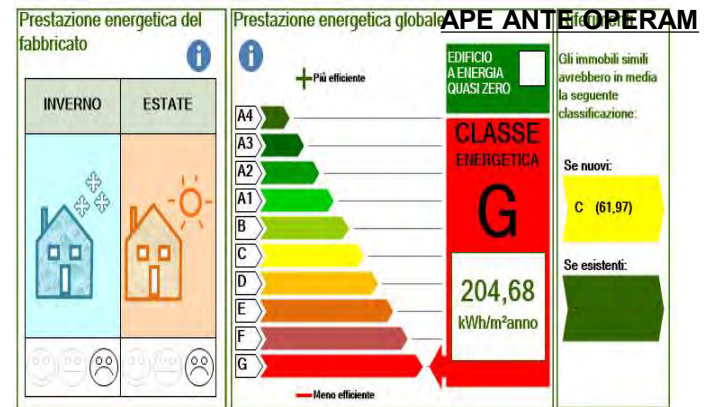 APE ANTE OPERAM
Prestazione energetica del
fabbricato
INVERNO
ESTATE
Prestazione energetica globale
Più efficiente
A4
A3
A2
A1
B
C
D
E
F
G
Meno efficiente
EDIFICIO
A ENERGIA
QUASI ZERO
CLASSE
ENERGETICA
G
204,68
kWh/m²anno
Riferimenti
Gli immobili simili
avrebbero in media
la seguente
classificazione:
Se nuovi:
C (61,97)
Se esistenti:
-